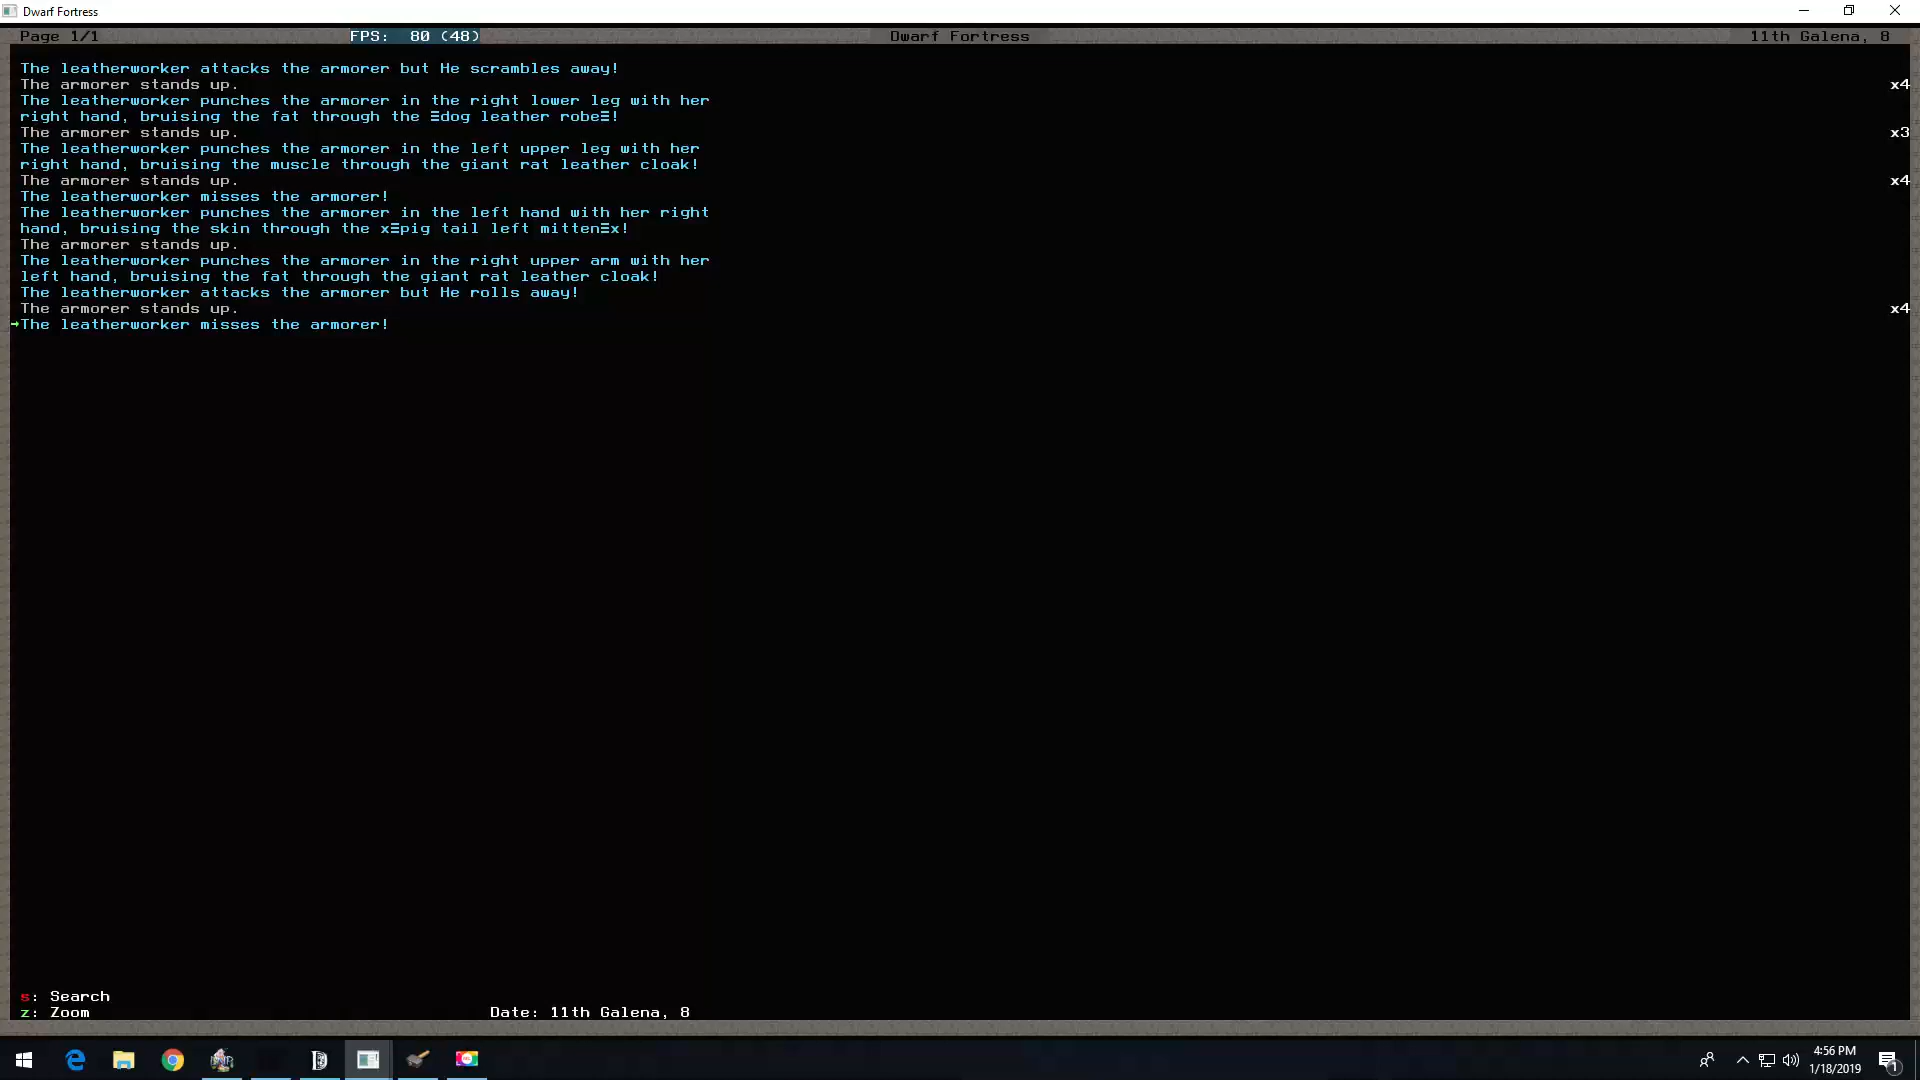 Dwarf Fortress
Page 1/1 FPS: 80 (48) Dwarf Fortress 11th Galena, 8
The leatherworker attacks the armorer but He scrambles away!
The armorer stands up. x4
The leatherworker punches the armorer in the right lower leg with her
right hand, bruising the fat through the ≡dog leather robe≡!
The armorer stands up. x3
The leatherworker punches the armorer in the left upper leg with her
right hand, bruising the muscle through the giant rat leather cloak!
The armorer stands up. x4
The leatherworker misses the armorer!
The leatherworker punches the armorer in the left hand with her right
hand, bruising the skin through the x≡pig tail left mitten≡x!
The armorer stands up.
The leatherworker punches the armorer in the right upper arm with her
left hand, bruising the fat through the giant rat leather cloak!
The leatherworker attacks the armorer but He rolls away!
The armorer stands up. x4
→The leatherworker misses the armorer!
s: Search
z: Zoom Date: 11th Galena, 8
4:56 PM
1/18/2019
1